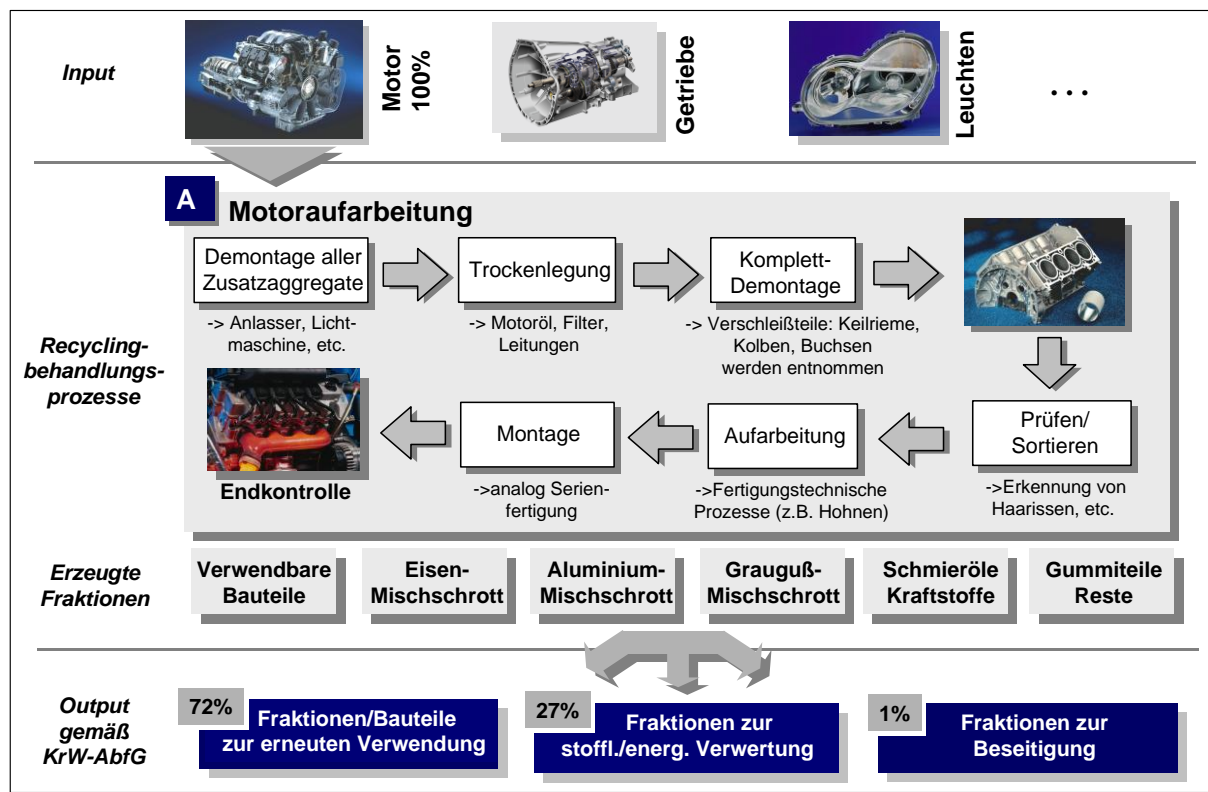 Input
Motor
100%
Getriebe
Leuchten
...
A
Motoraufarbeitung
Recycling-
behandlungs-
prozesse
Demontage aller
Zusatzaggregate
-> Anlasser, Licht-
maschine, etc.
Trockenlegung
-> Motoröl, Filter,
Leitungen
Komplett-
Demontage
-> Verschleißteile: Keilrieme,
Kolben, Buchsen
werden entnommen
Prüfen/
Sortieren
->Erkennung von
Haarissen, etc.
Aufarbeitung
->Fertigungstechnische
Prozesse (z.B. Hohnen)
Montage
->analog Serien-
fertigung
Endkontrolle
Erzeugte
Fraktionen
Verwendbare
Bauteile
Eisen-
Mischschrott
Aluminium-
Mischschrott
Grauguß-
Mischschrott
Schmieröle
Kraftstoffe
Gummiteile
Reste
Output
gemäß
KrW-AbfG
72%
Fraktionen/Bauteile
zur erneuten Verwendung
27%
Fraktionen zur
stoffl./energ. Verwertung
1%
Fraktionen zur
Beseitigung